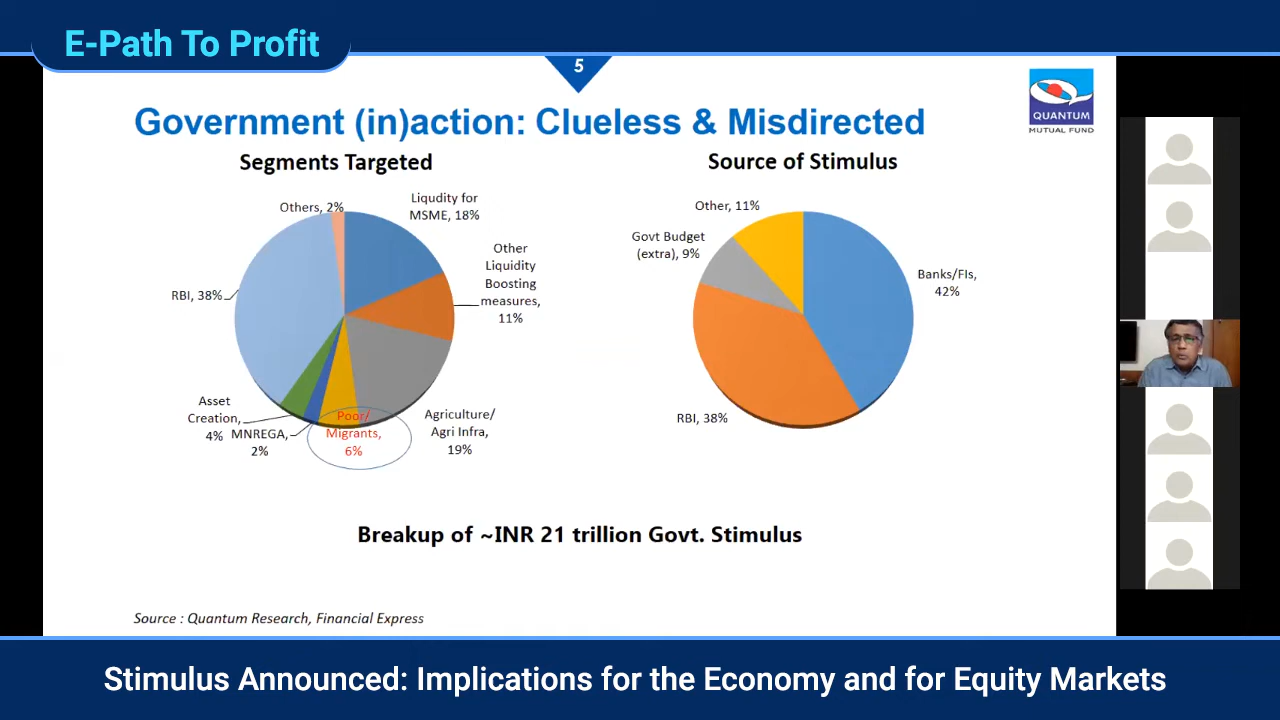 E-Path To Profit
5
QUANTUM
MUTUAL FUND
Government (in)action: Clueless & Misdirected
Segments Targeted
Others, 2%
Liqudity for
MSME, 18%
Other
Liquidity
Boosting
measures,
11%
RBI, 38%
Asset
Creation,
4%
MNREGA,
2%
Poor/
Migrants,
6%
Agriculture/
Agri Infra,
19%
Source of Stimulus
Other, 11%
Govt Budget
(extra), 9%
Banks/FIs,
42%
RBI, 38%
Breakup of ~INR 21 trillion Govt. Stimulus
Source : Quantum Research, Financial Express
Stimulus Announced: Implications for the Economy and for Equity Markets